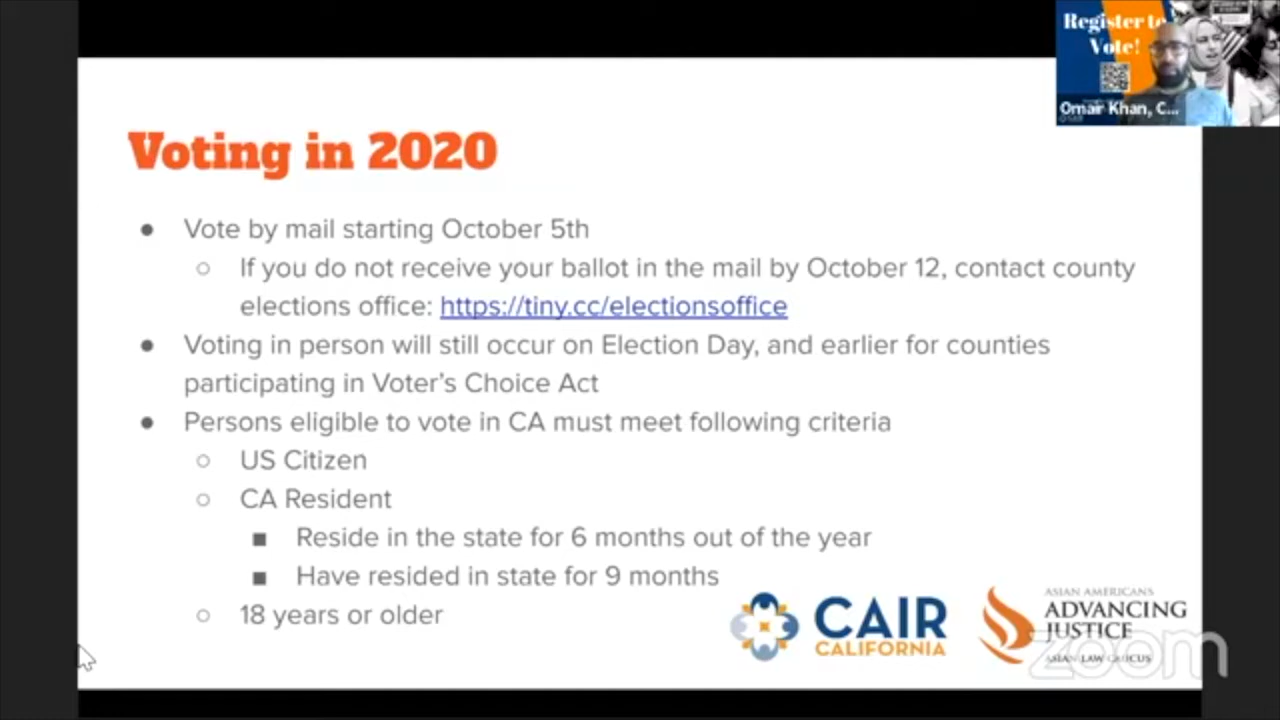 Register to
Vote!
Omair Khan, C...
Voting in 2020
● Vote by mail starting October 5th
○ If you do not receive your ballot in the mail by October 12, contact county
elections office: https://tiny.cc/electionsoffice
● Voting in person will still occur on Election Day, and earlier for counties
participating in Voter's Choice Act
● Persons eligible to vote in CA must meet following criteria
○ US Citizen
○ CA Resident
■ Reside in the state for 6 months out of the year
■ Have resided in state for 9 months
○ 18 years or older
CAIR
CALIFORNIA
ASIAN AMERICANS
ADVANCING
JUSTICE
ASIAN LAW CAUCUS
zoom